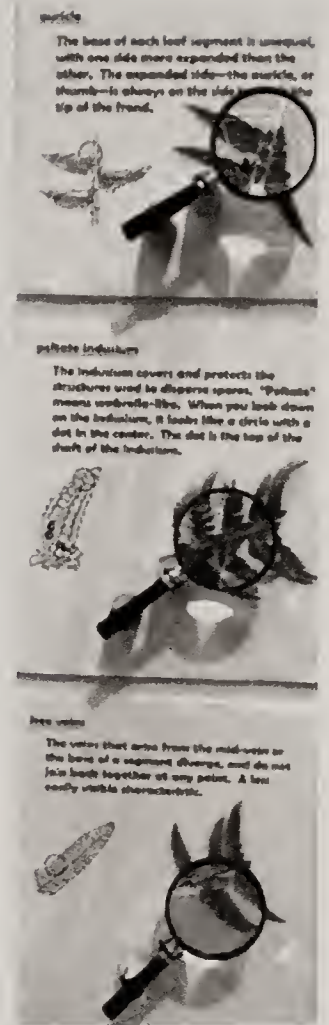 auricle
The base of each leaf segment is unequal,
with one side more expanded than the
other. The expanded side—the auricle, or
thumb—is always on the side the
tip of the frond.
peltate indusium
The indusium covers and protects the
structures used to disperse spores. "Peltate"
means umbrella-like. When you look down
on the indusium, it looks like a circle with a
dot in the center. The dot is the top of the
shaft of the indusium.
free veins
The veins that arise from the mid-vein or
the base of a segment diverge, and do not
join back together at any point. A less
easily visible characteristic.